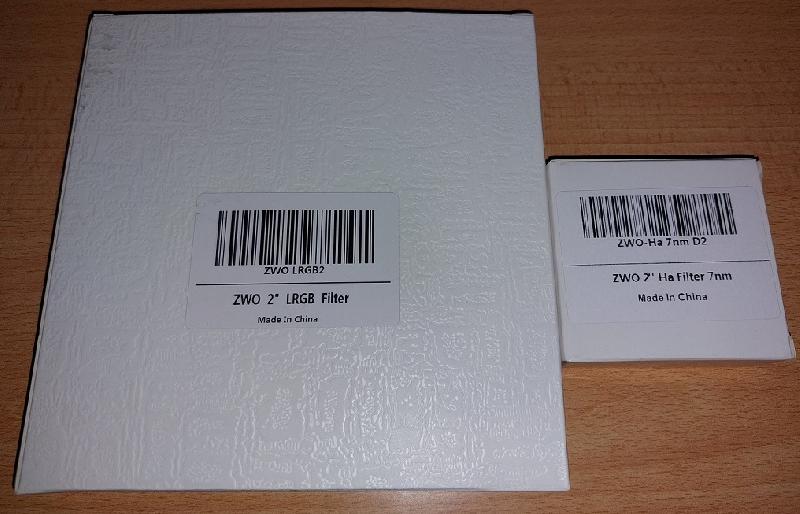 ZWO LRGB2
ZWO 2" LRGB Filter
Made In China
ZWO-Ha 7nm D2
ZWO 2" Ha Filter 7nm
Made In China